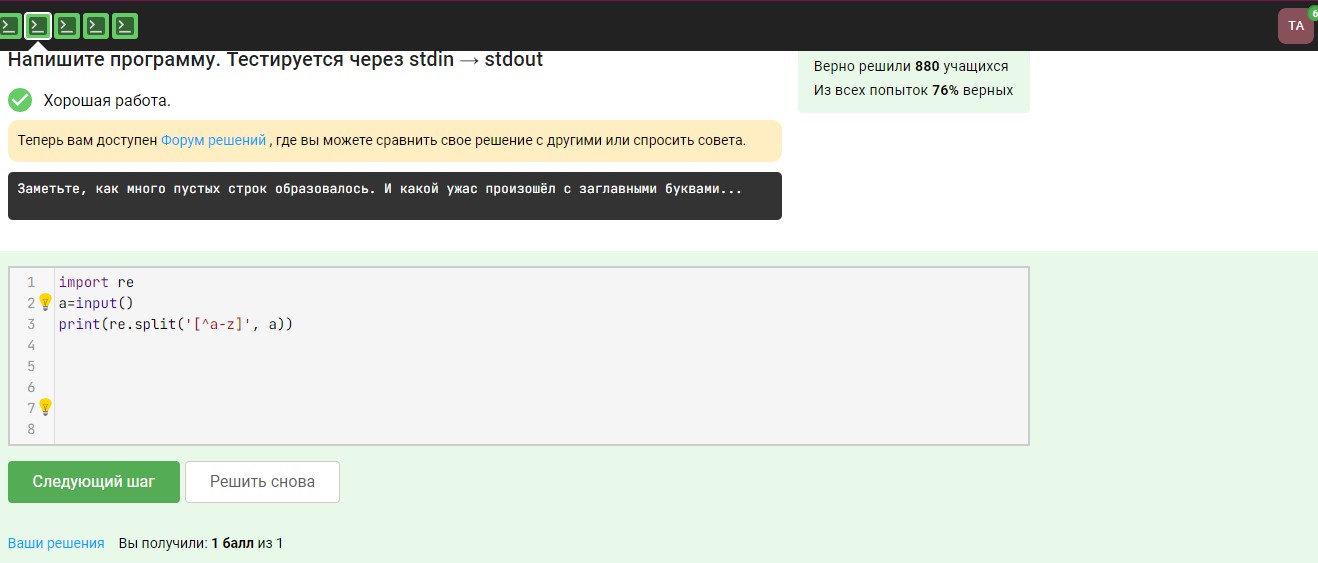 TA
6
Напишите программу. Тестируется через stdin → stdout
Верно решили 880 учащихся
Из всех попыток 76% верных
Хорошая работа.
Теперь вам доступен Форум решений , где вы можете сравнить свое решение с другими или спросить совета.
Заметьте, как много пустых строк образовалось. И какой ужас произошёл с заглавными буквами...
1 import re
2 a=input()
3 print(re.split('[^a-z]', a))
4
5
6
7
8
Следующий шаг
Решить снова
Ваши решения Вы получили: 1 балл из 1